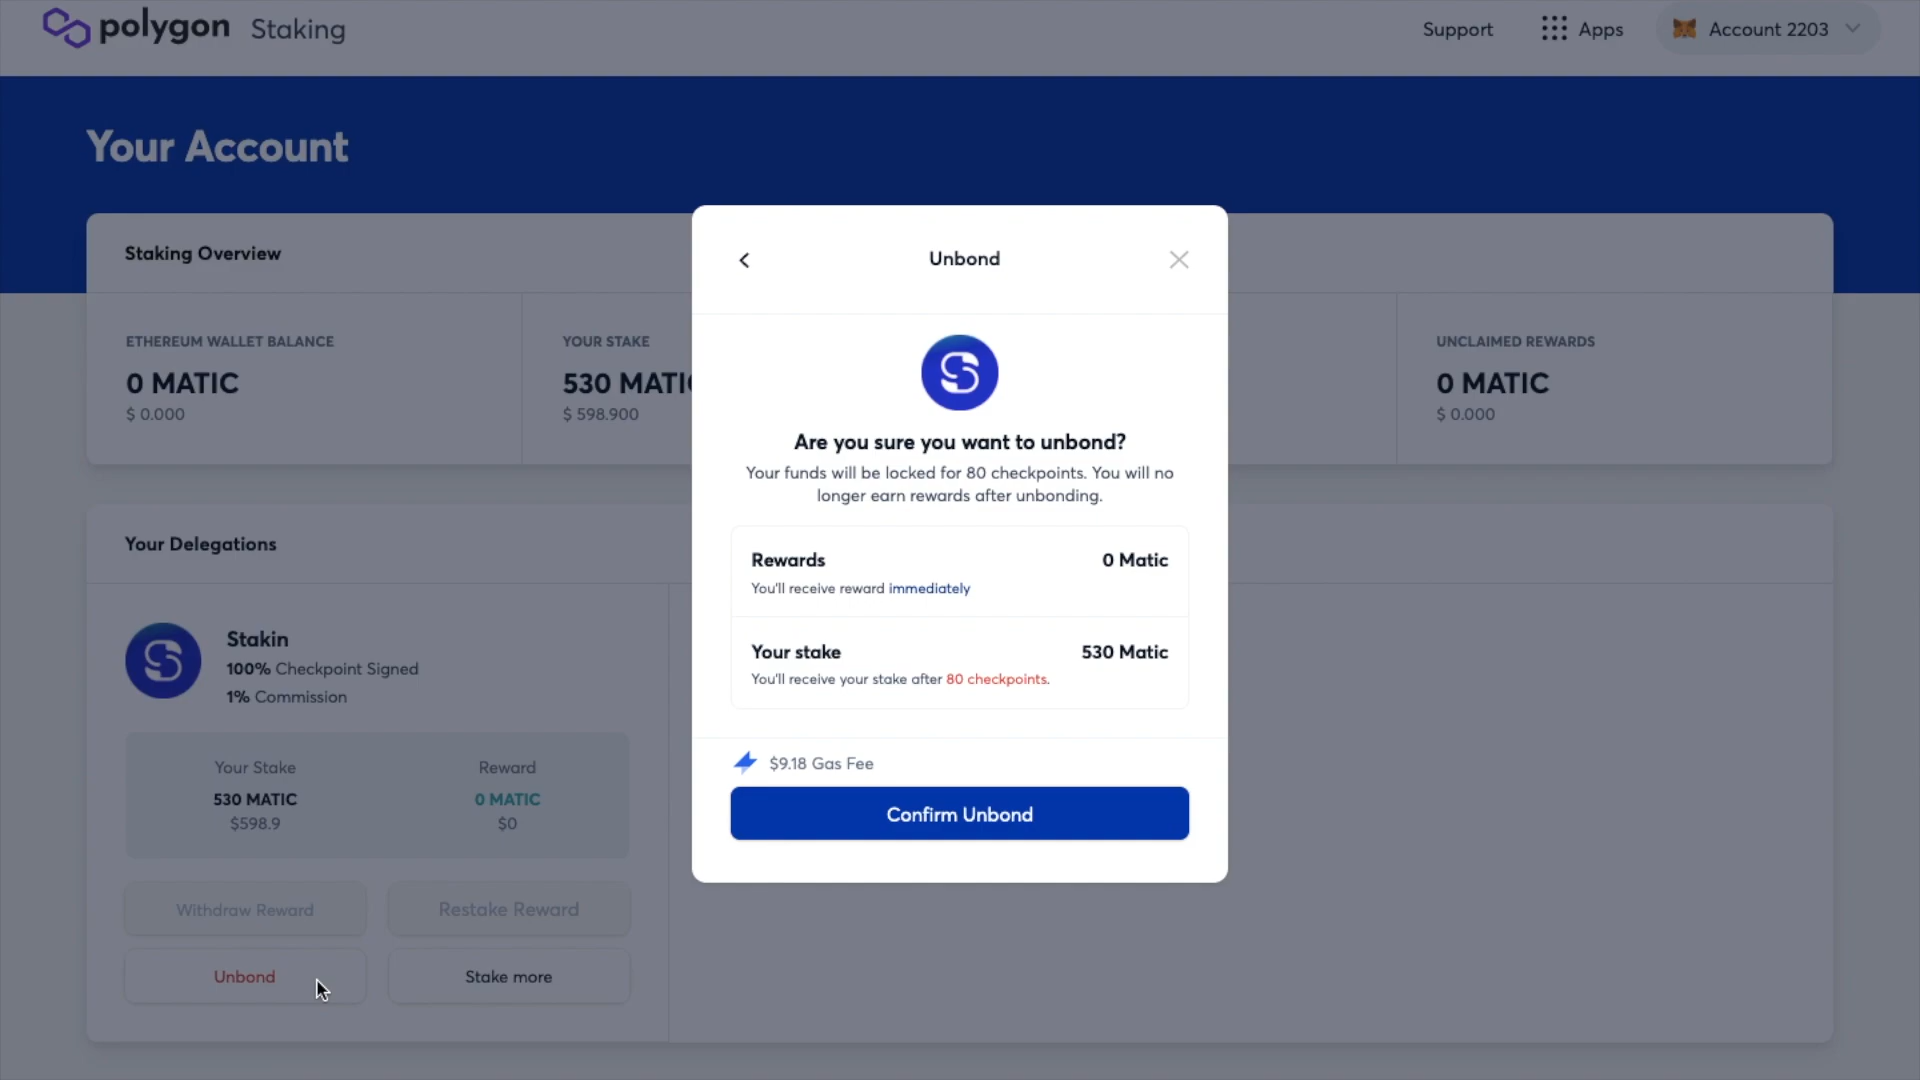 polygon Staking
Support
Apps
Account 2203
Your Account
Staking Overview
ETHEREUM WALLET BALANCE
0 MATIC
$ 0.000
YOUR STAKE
530 MATIC
$ 598.900
UNCLAIMED REWARDS
0 MATIC
$ 0.000
Your Delegations
Stakin
100% Checkpoint Signed
1% Commission
Your Stake
530 MATIC
$598.9
Reward
0 MATIC
$0
Withdraw Reward
Restake Reward
Unbond
Stake more
Unbond
Are you sure you want to unbond?
Your funds will be locked for 80 checkpoints. You will no
longer earn rewards after unbonding.
Rewards
0 Matic
You'll receive reward immediately
Your stake
530 Matic
You'll receive your stake after 80 checkpoints.
$9.18 Gas Fee
Confirm Unbond